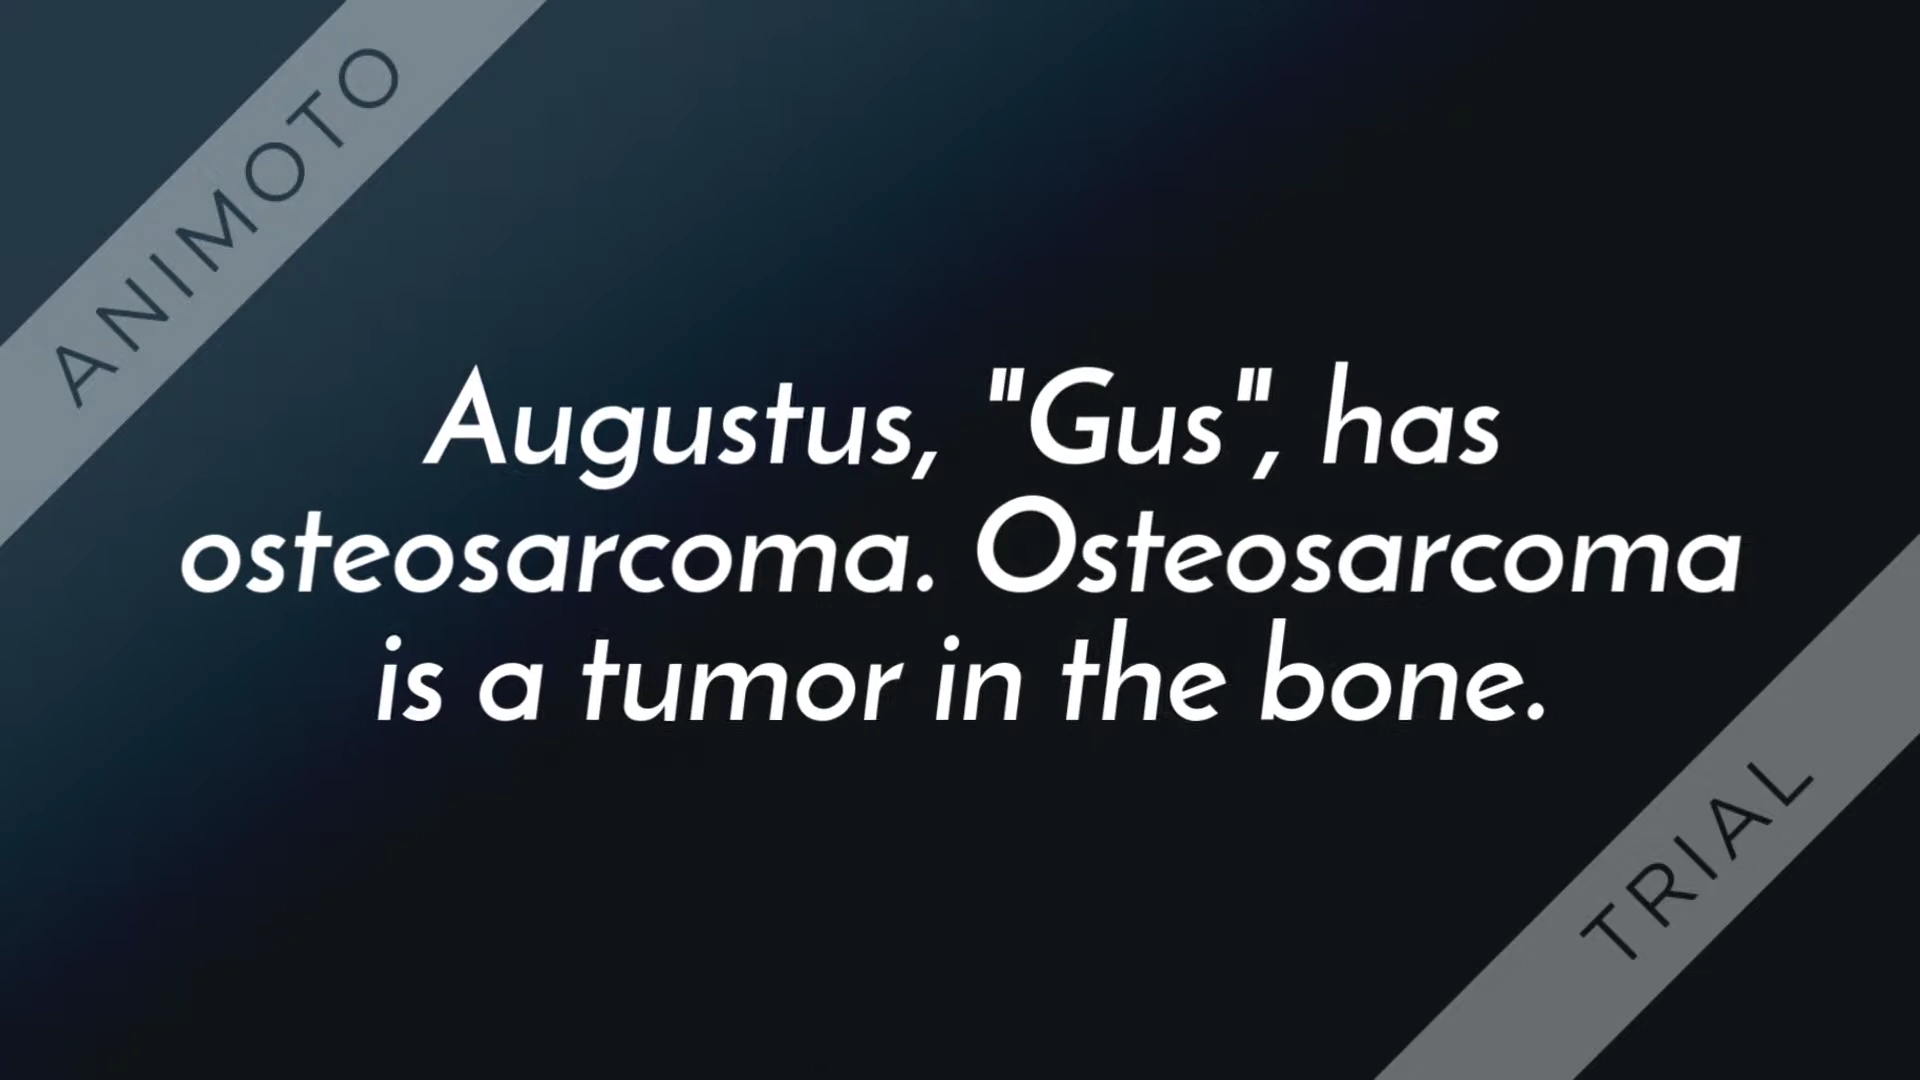 ANIMOTO
Augustus, "Gus", has
osteosarcoma. Osteosarcoma
is a tumor in the bone.
TRIAL